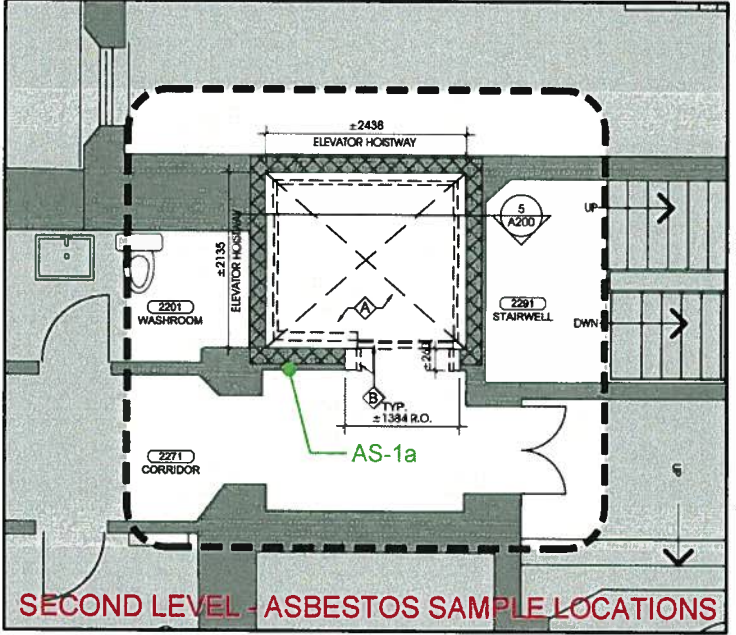 ±2438
ELEVATOR HOISTWAY
±2135
ELEVATOR HOISTWAY
5
A200
UP
2201
WASHROOM
A
2291
STAIRWELL
DWN
B
TYP.
±1384 R.O.
AS-1a
2271
CORRIDOR
SECOND LEVEL - ASBESTOS SAMPLE LOCATIONS